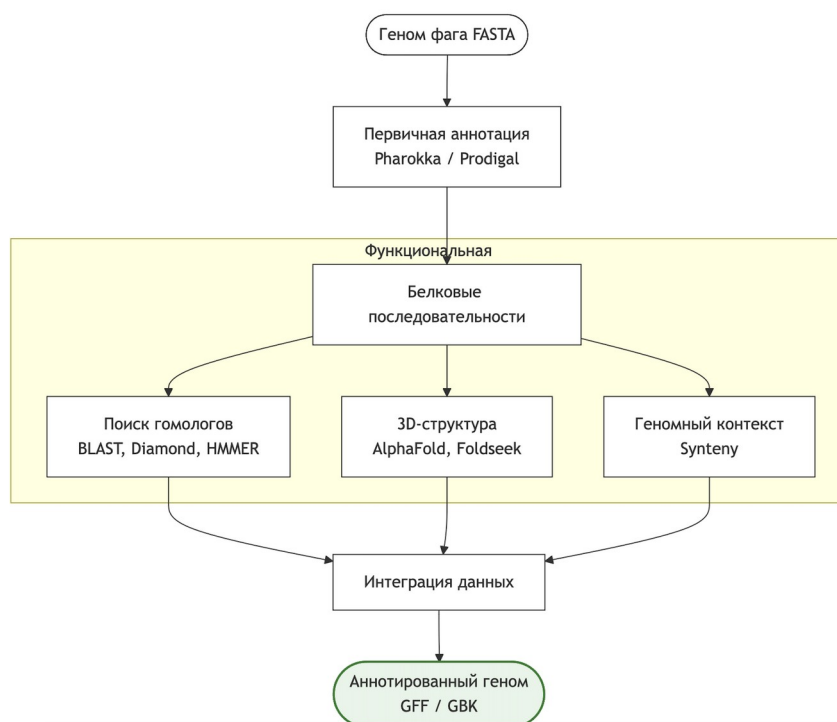 Геном фага FASTA
Первичная аннотация
Pharokka / Prodigal
Функциональная
Белковые
последовательности
Поиск гомологов
BLAST, Diamond, HMMER
3D-структура
AlphaFold, Foldseek
Геномный контекст
Synteny
Интеграция данных
Аннотированный геном
GFF / GBK